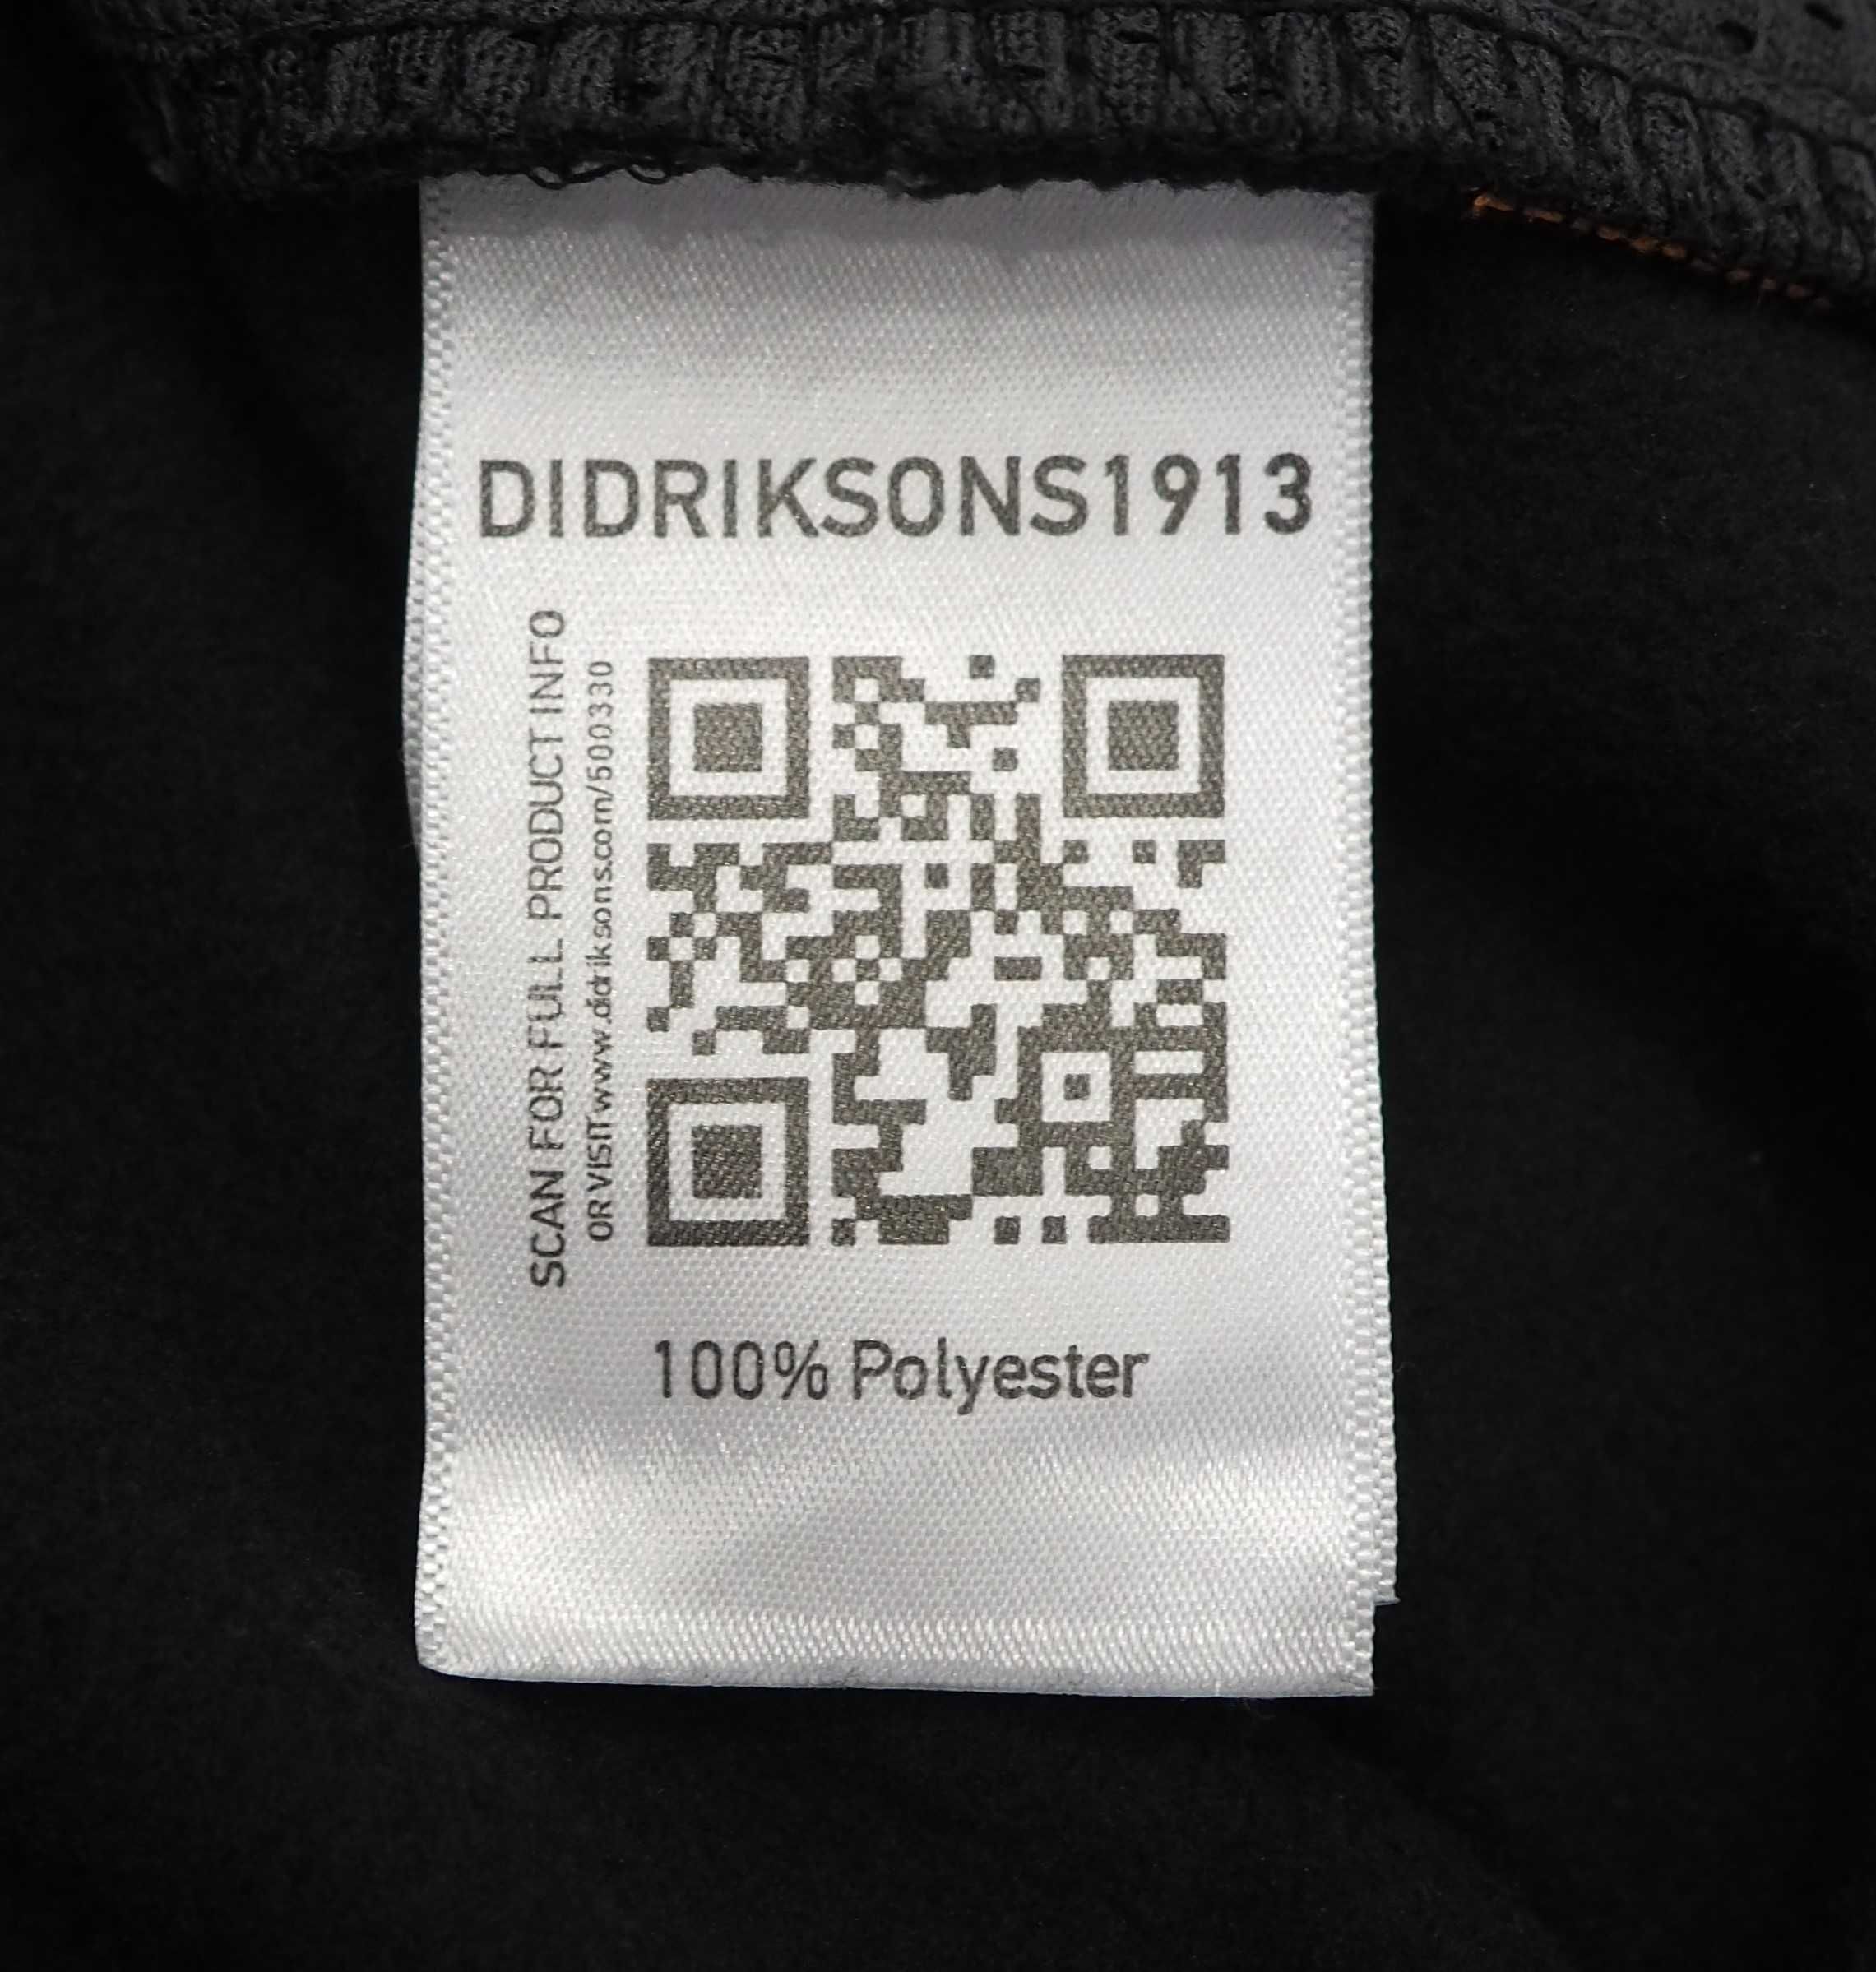 DIDRIKSONS1913
SCAN FOR FULL PRODUCT INFO
OR VISIT www.didriksons.com/500330
100% Polyester